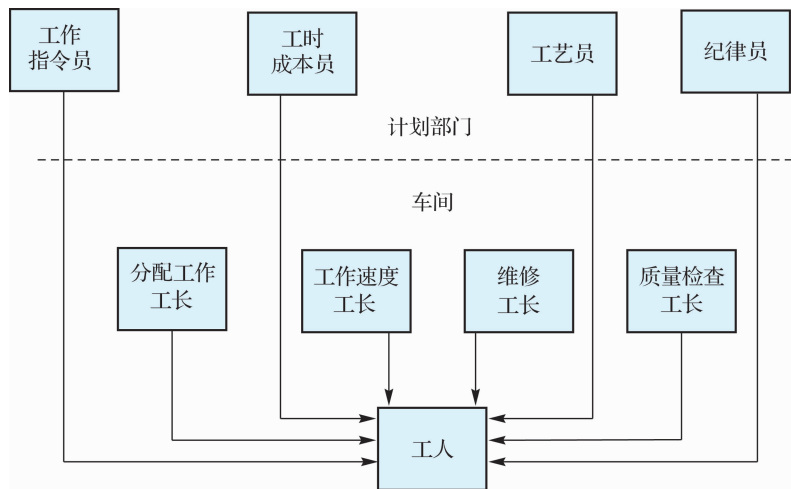 工作
指令员
工时
成本员
工艺员
纪律员
计划部门
车间
分配工作
工长
工作速度
工长
维修
工长
质量检查
工长
工人